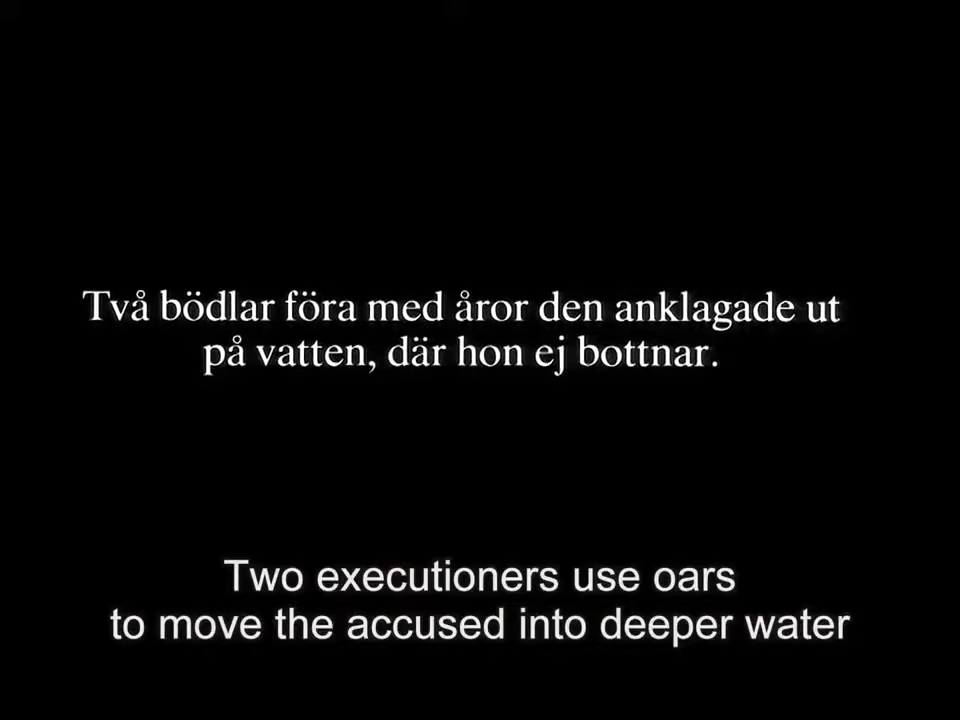 Två bödlar föra med åror den anklagade ut
på vatten, där hon ej bottnar.
Two executioners use oars
to move the accused into deeper water